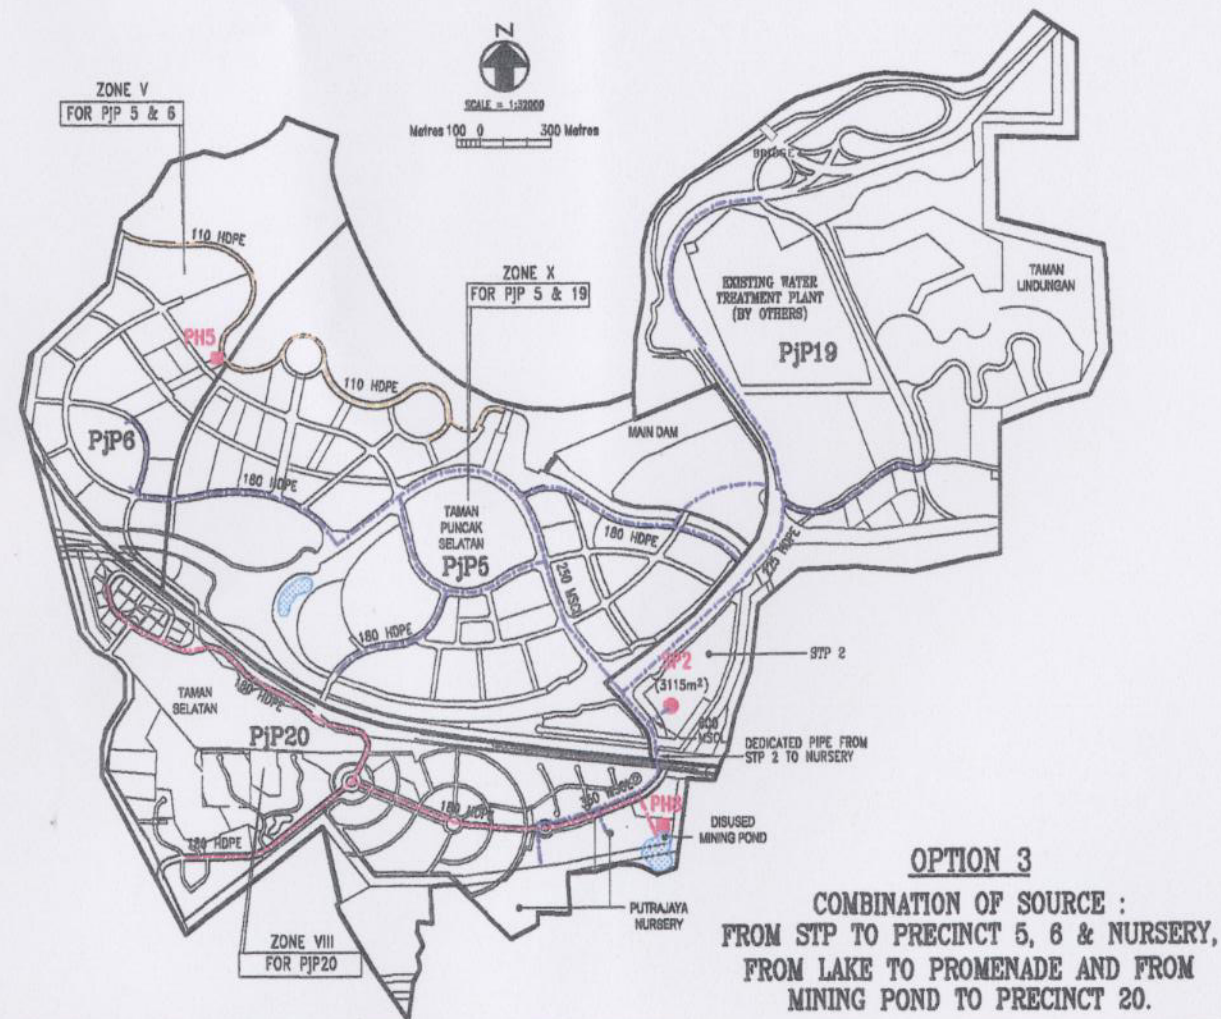 N
SCALE = 1:32000
Metres 100 0 300 Metres
ZONE V
FOR PjP 5 & 6
110 HDPE
PH5
110 HDPE
ZONE X
FOR PjP 5 & 19
BRIDGE
EXISTING WATER
TREATMENT PLANT
(BY OTHERS)
PjP19
TAMAN
LINDUNGAN
MAIN DAM
PjP6
180 HDPE
TAMAN
PUNCAK
SELATAN
PjP5
180 HDPE
250 MSCL
225 HDPE
180 HDPE
STP 2
(3115m²)
TAMAN
SELATAN
180 HDPE
PjP20
DEDICATED PIPE FROM
STP 2 TO NURSERY
180 HDPE
180 HDPE
PH8
DISUSED
MINING POND
PUTRAJAYA
NURSERY
ZONE VIII
FOR PjP20
OPTION 3
COMBINATION OF SOURCE :
FROM STP TO PRECINCT 5, 6 & NURSERY,
FROM LAKE TO PROMENADE AND FROM
MINING POND TO PRECINCT 20.